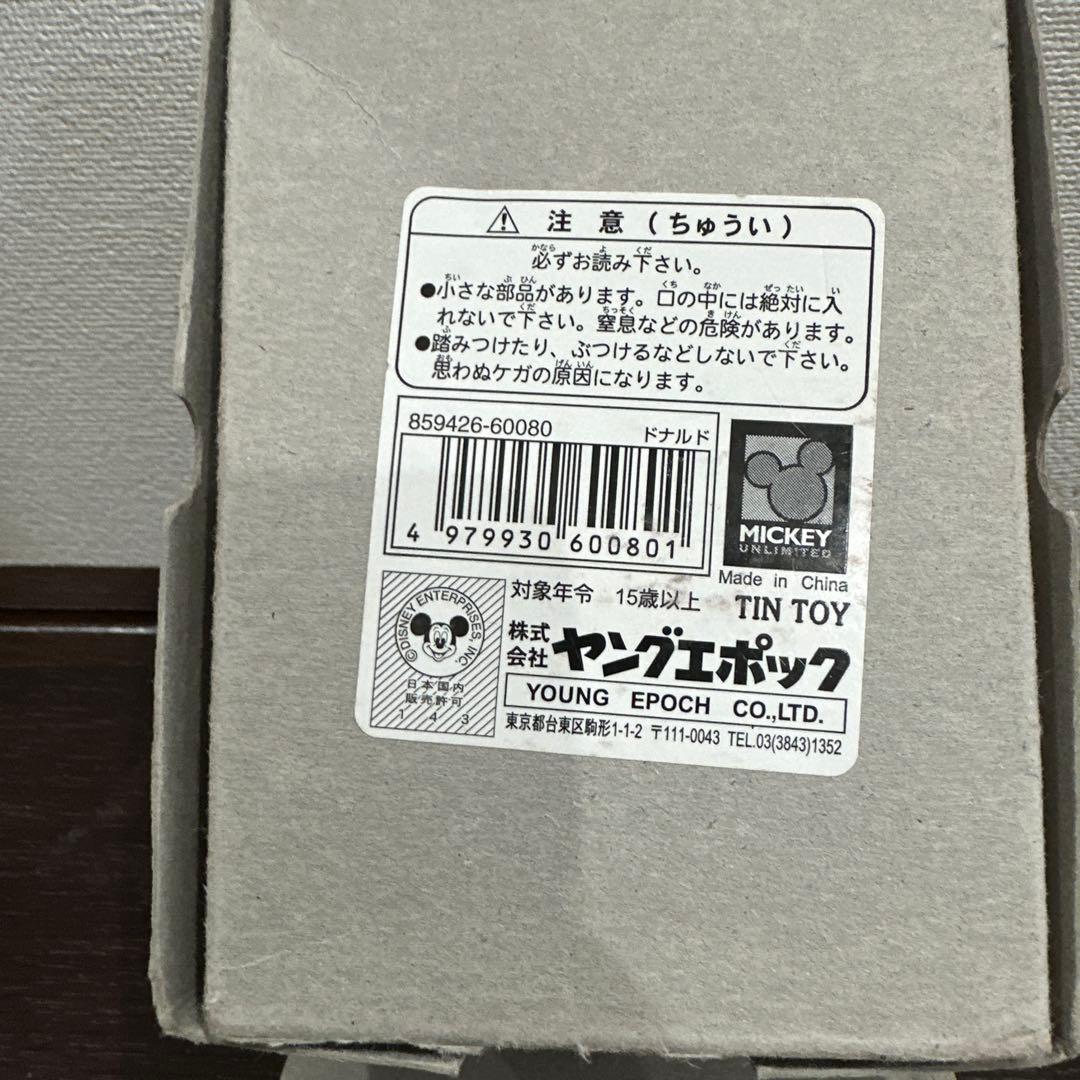 ⚠ 注 意 (ちゅうい)
必ずお読み下さい。
●小さな部品があります。口の中には絶対に入
れないで下さい。窒息などの危険があります。
●踏みつけたり、ぶつけるなどしないで下さい。
思わぬケガの原因になります。
859426-60080 ドナルド
4 979930 600801
MICKEY
UNLIMITED
Made in China
対象年令 15歳以上 TIN TOY
©DISNEY ENTERPRISES, INC.
日本国内
販売許可
143
株式会社 ヤングエポック
YOUNG EPOCH CO.,LTD.
東京都台東区駒形1-1-2 〒111-0043 TEL.03(3843)1352